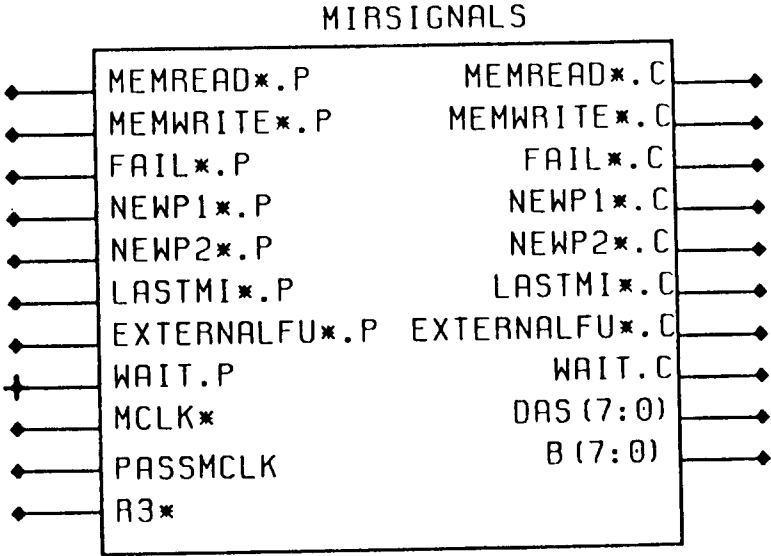 MIRSIGNALS
MEMREAD*.P MEMREAD*.C
MEMWRITE*.P MEMWRITE*.C
FAIL*.P FAIL*.C
NEWP1*.P NEWP1*.C
NEWP2*.P NEWP2*.C
LASTMI*.P LASTMI*.C
EXTERNALFU*.P EXTERNALFU*.C
WAIT.P WAIT.C
MCLK* DAS(7:0)
PASSMCLK B(7:0)
R3*